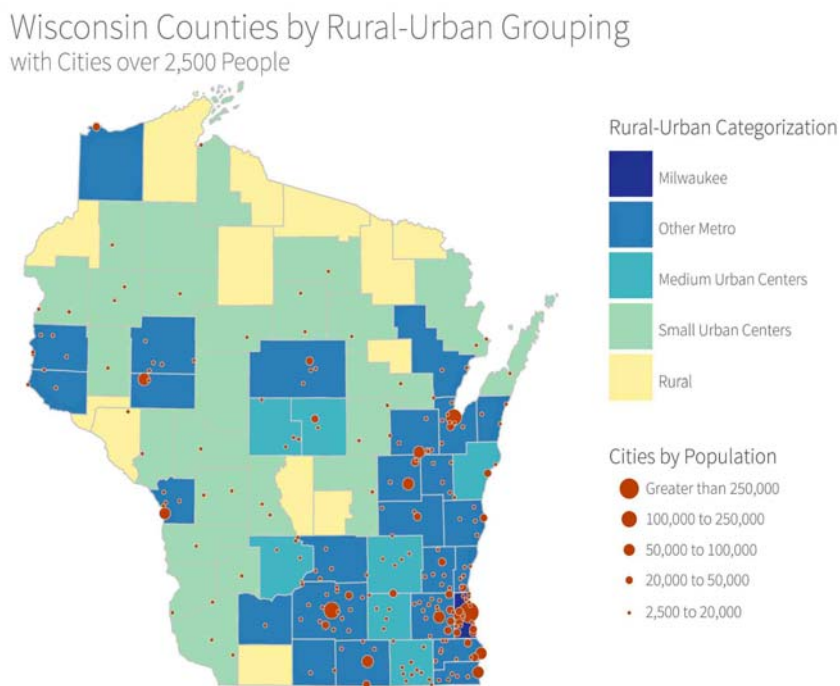 Wisconsin Counties by Rural-Urban Grouping
with Cities over 2,500 People
Rural-Urban Categorization
Milwaukee
Other Metro
Medium Urban Centers
Small Urban Centers
Rural
Cities by Population
Greater than 250,000
100,000 to 250,000
50,000 to 100,000
20,000 to 50,000
2,500 to 20,000